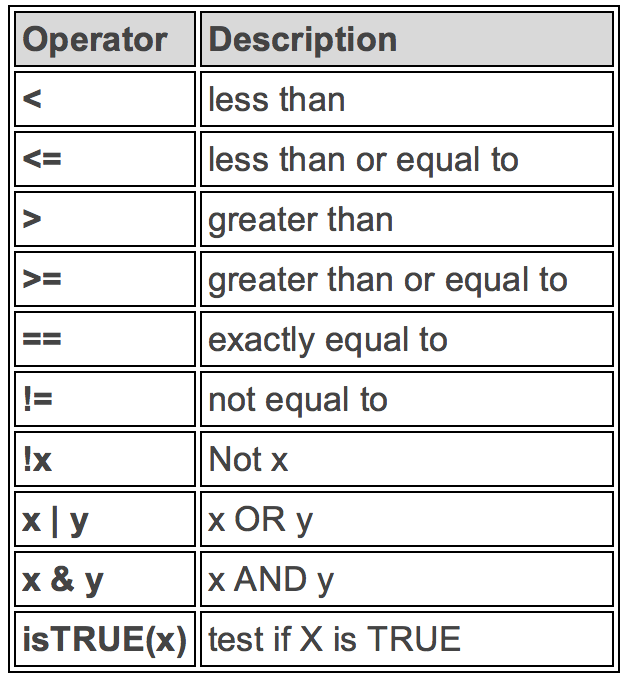 Operator Description
< less than
<= less than or equal to
> greater than
>= greater than or equal to
== exactly equal to
!= not equal to
!x Not x
x | y x OR y
x & y x AND y
isTRUE(x) test if X is TRUE